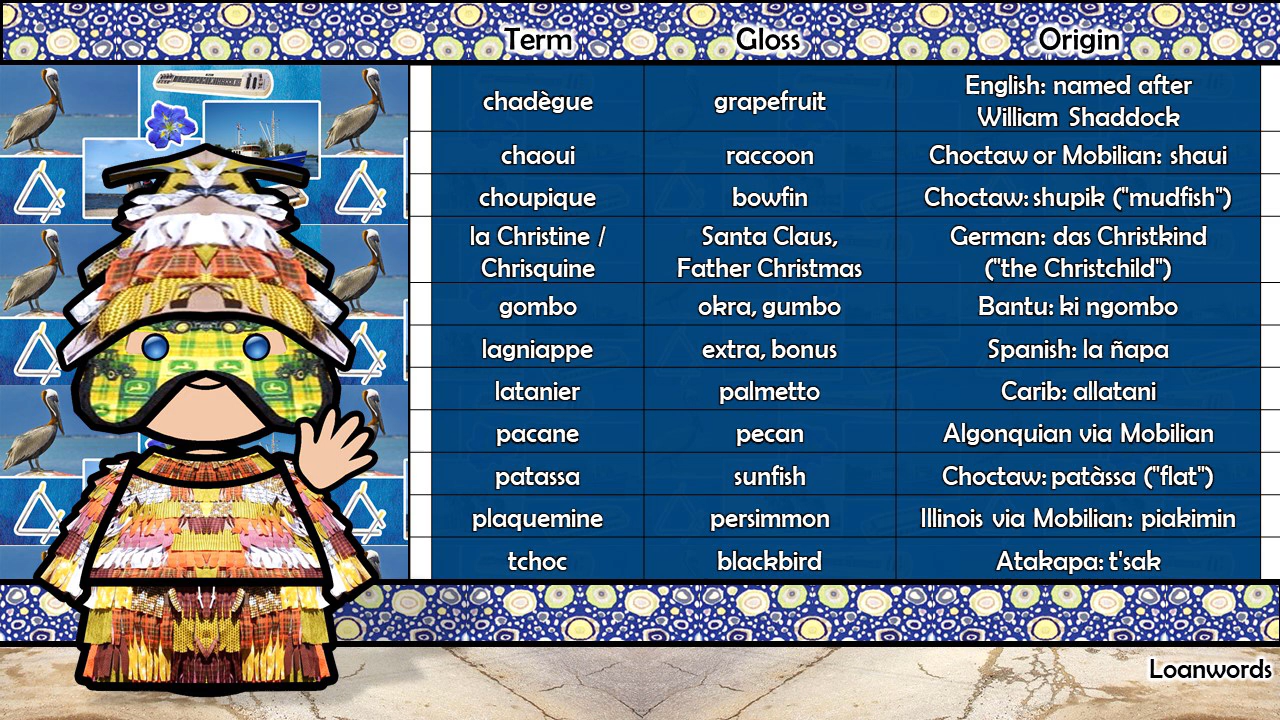 Term Gloss Origin
chadègue grapefruit English: named after
William Shaddock
chaoui raccoon Choctaw or Mobilian: shaui
choupique bowfin Choctaw: shupik ("mudfish")
la Christine / Santa Claus, German: das Christkind
Chrisquine Father Christmas ("the Christchild")
gombo okra, gumbo Bantu: ki ngombo
lagniappe extra, bonus Spanish: la ñapa
latanier palmetto Carib: allatani
pacane pecan Algonquian via Mobilian
patassa sunfish Choctaw: patàssa ("flat")
plaquemine persimmon Illinois via Mobilian: piakimin
tchoc blackbird Atakapa: t'sak
Loanwords